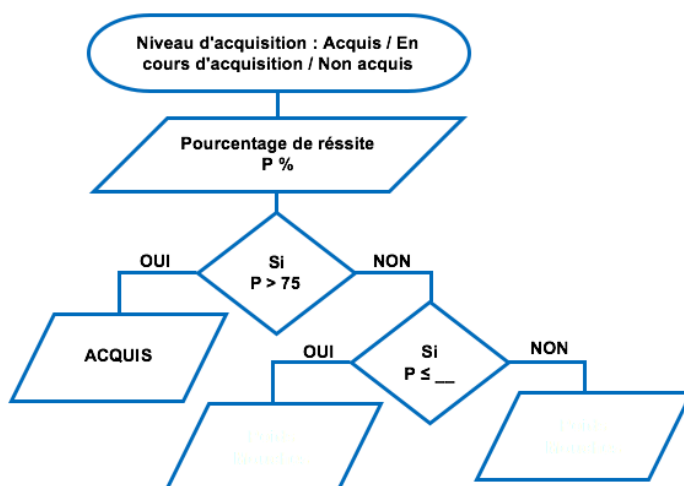 Niveau d'acquisition : Acquis / En
cours d'acquisition / Non acquis
Pourcentage de réssite
P %
OUI
Si
P > 75
NON
ACQUIS
OUI
Si
P ≤ __
NON